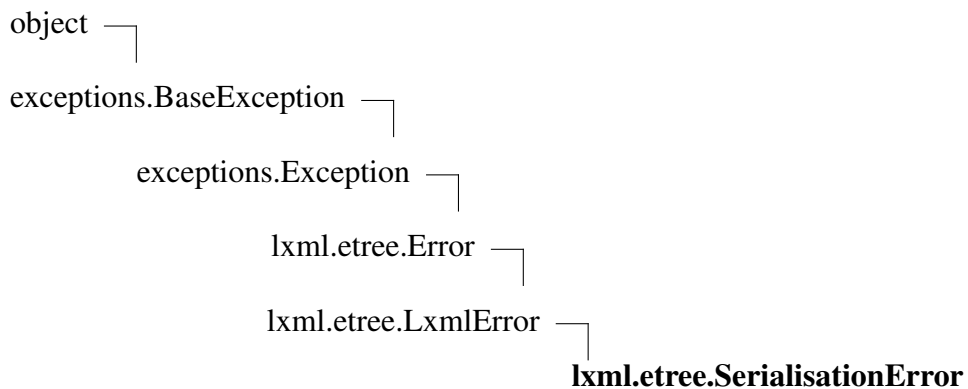 object
exceptions.BaseException
exceptions.Exception
lxml.etree.Error
lxml.etree.LxmlError
lxml.etree.SerialisationError